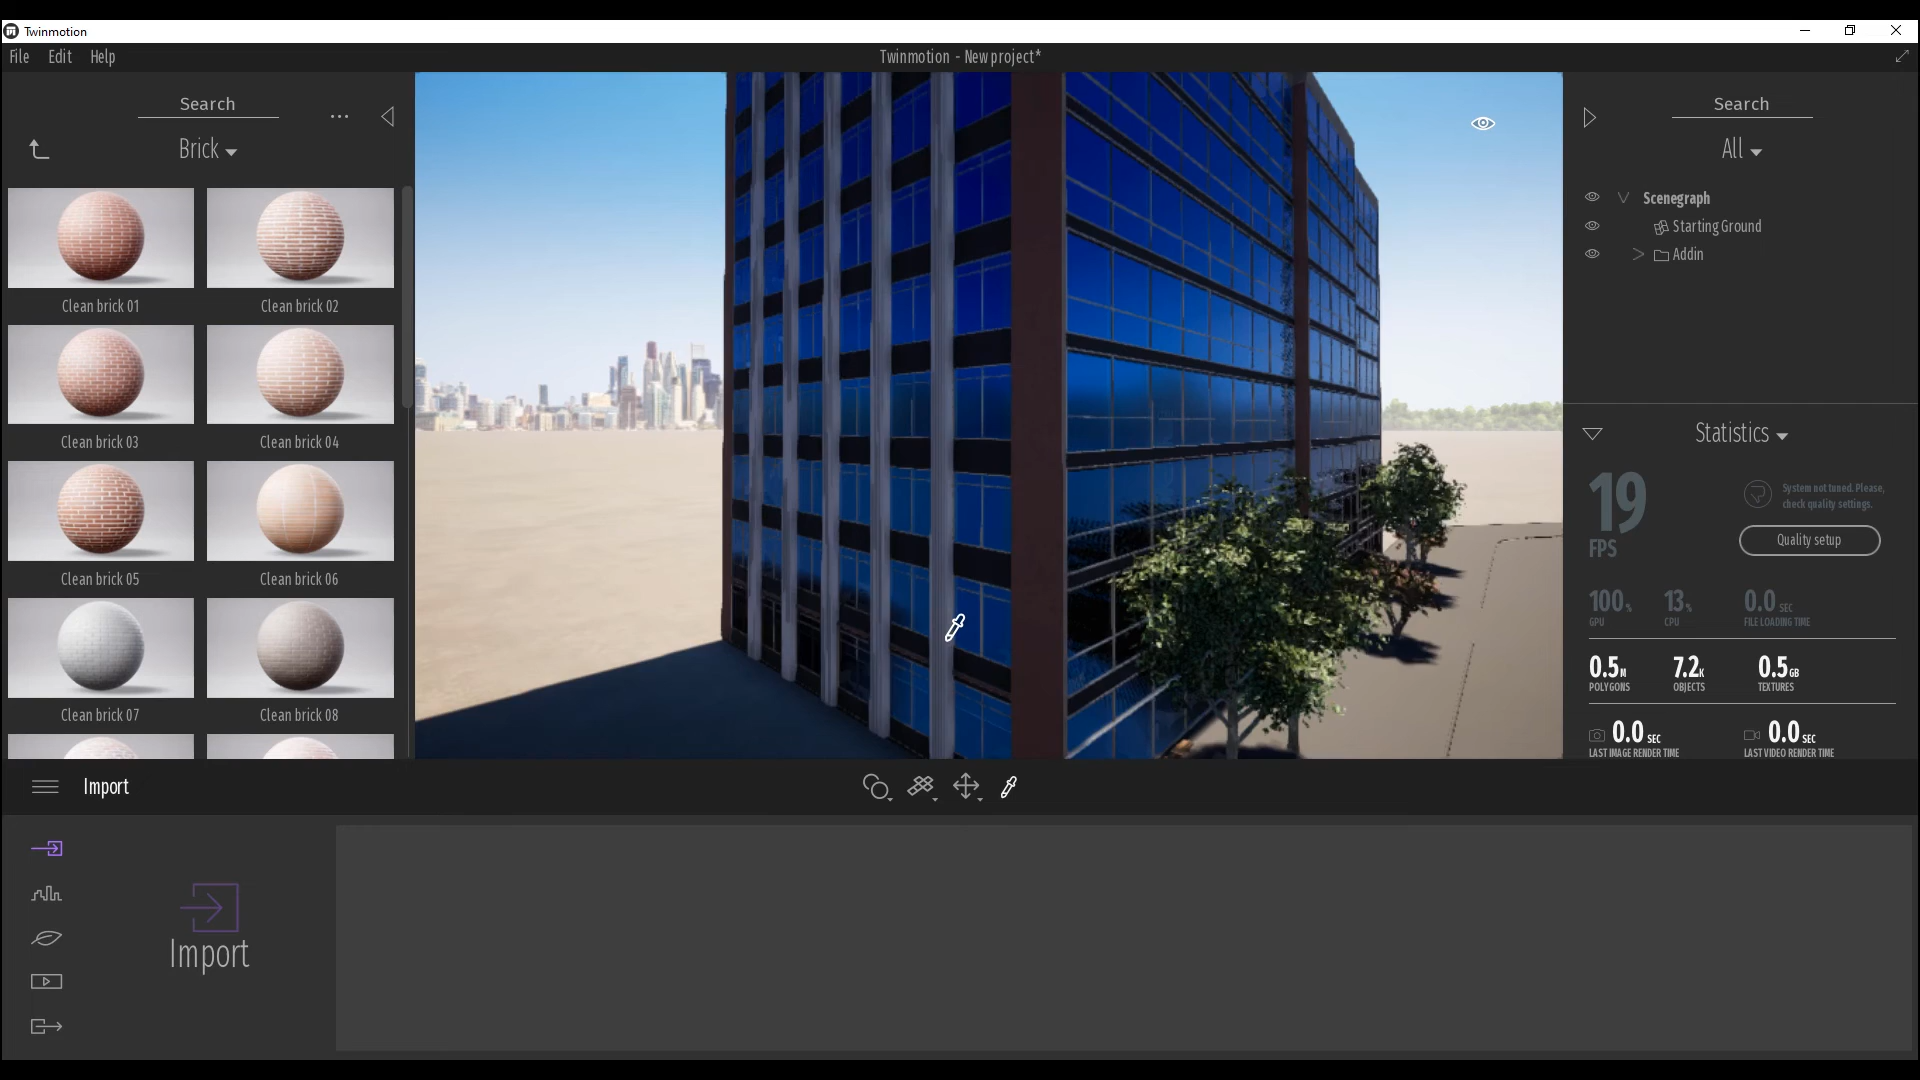 Twinmotion
File Edit Help
Twinmotion - New project*
Search
...
Brick
Clean brick 01
Clean brick 02
Clean brick 03
Clean brick 04
Clean brick 05
Clean brick 06
Clean brick 07
Clean brick 08
Search
All
Scenegraph
Starting Ground
Addin
Statistics
19
FPS
System not tuned. Please,
check quality settings.
Quality setup
100% 13% 0.0 SEC
GPU CPU FILE LOADING TIME
0.5M 7.2K 0.5GB
POLYGONS OBJECTS TEXTURES
0.0 SEC 0.0 SEC
LAST IMAGE RENDER TIME LAST VIDEO RENDER TIME
Import
Import